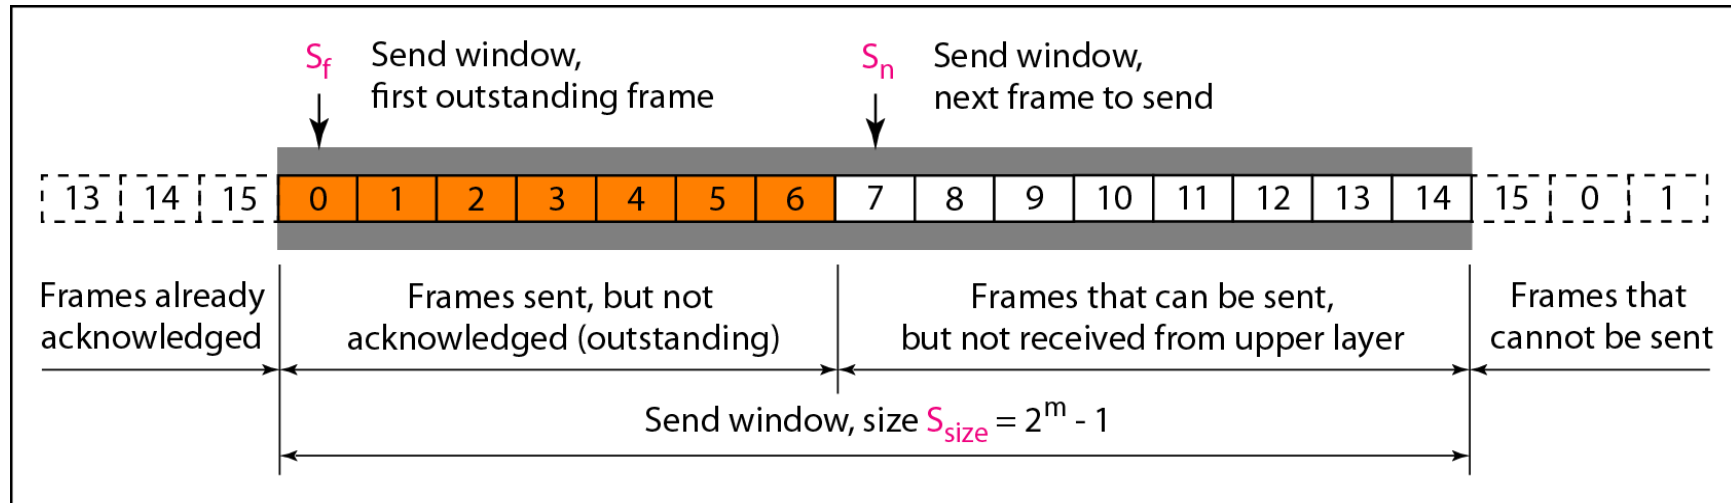 Sf Send window, Sn Send window,
first outstanding frame next frame to send
13 14 15 0 1 2 3 4 5 6 7 8 9 10 11 12 13 14 15 0 1
Frames already Frames sent, but not Frames that can be sent, Frames that
acknowledged acknowledged (outstanding) but not received from upper layer cannot be sent
Send window, size Ssize = 2^m - 1